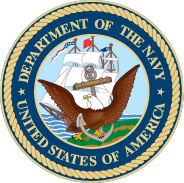 DEPARTMENT OF THE NAVY
UNITED STATES OF AMERICA